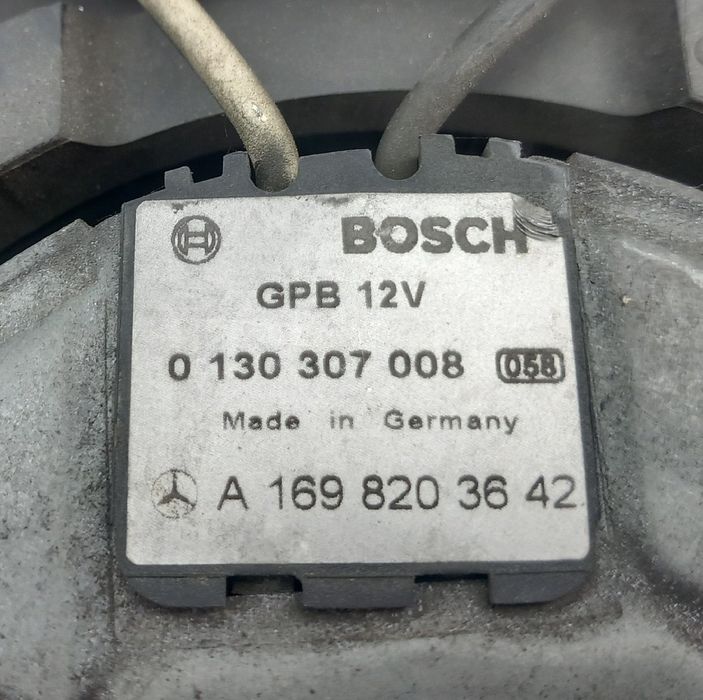 BOSCH
GPB 12V
0 130 307 008 058
Made in Germany
A 169 820 36 42